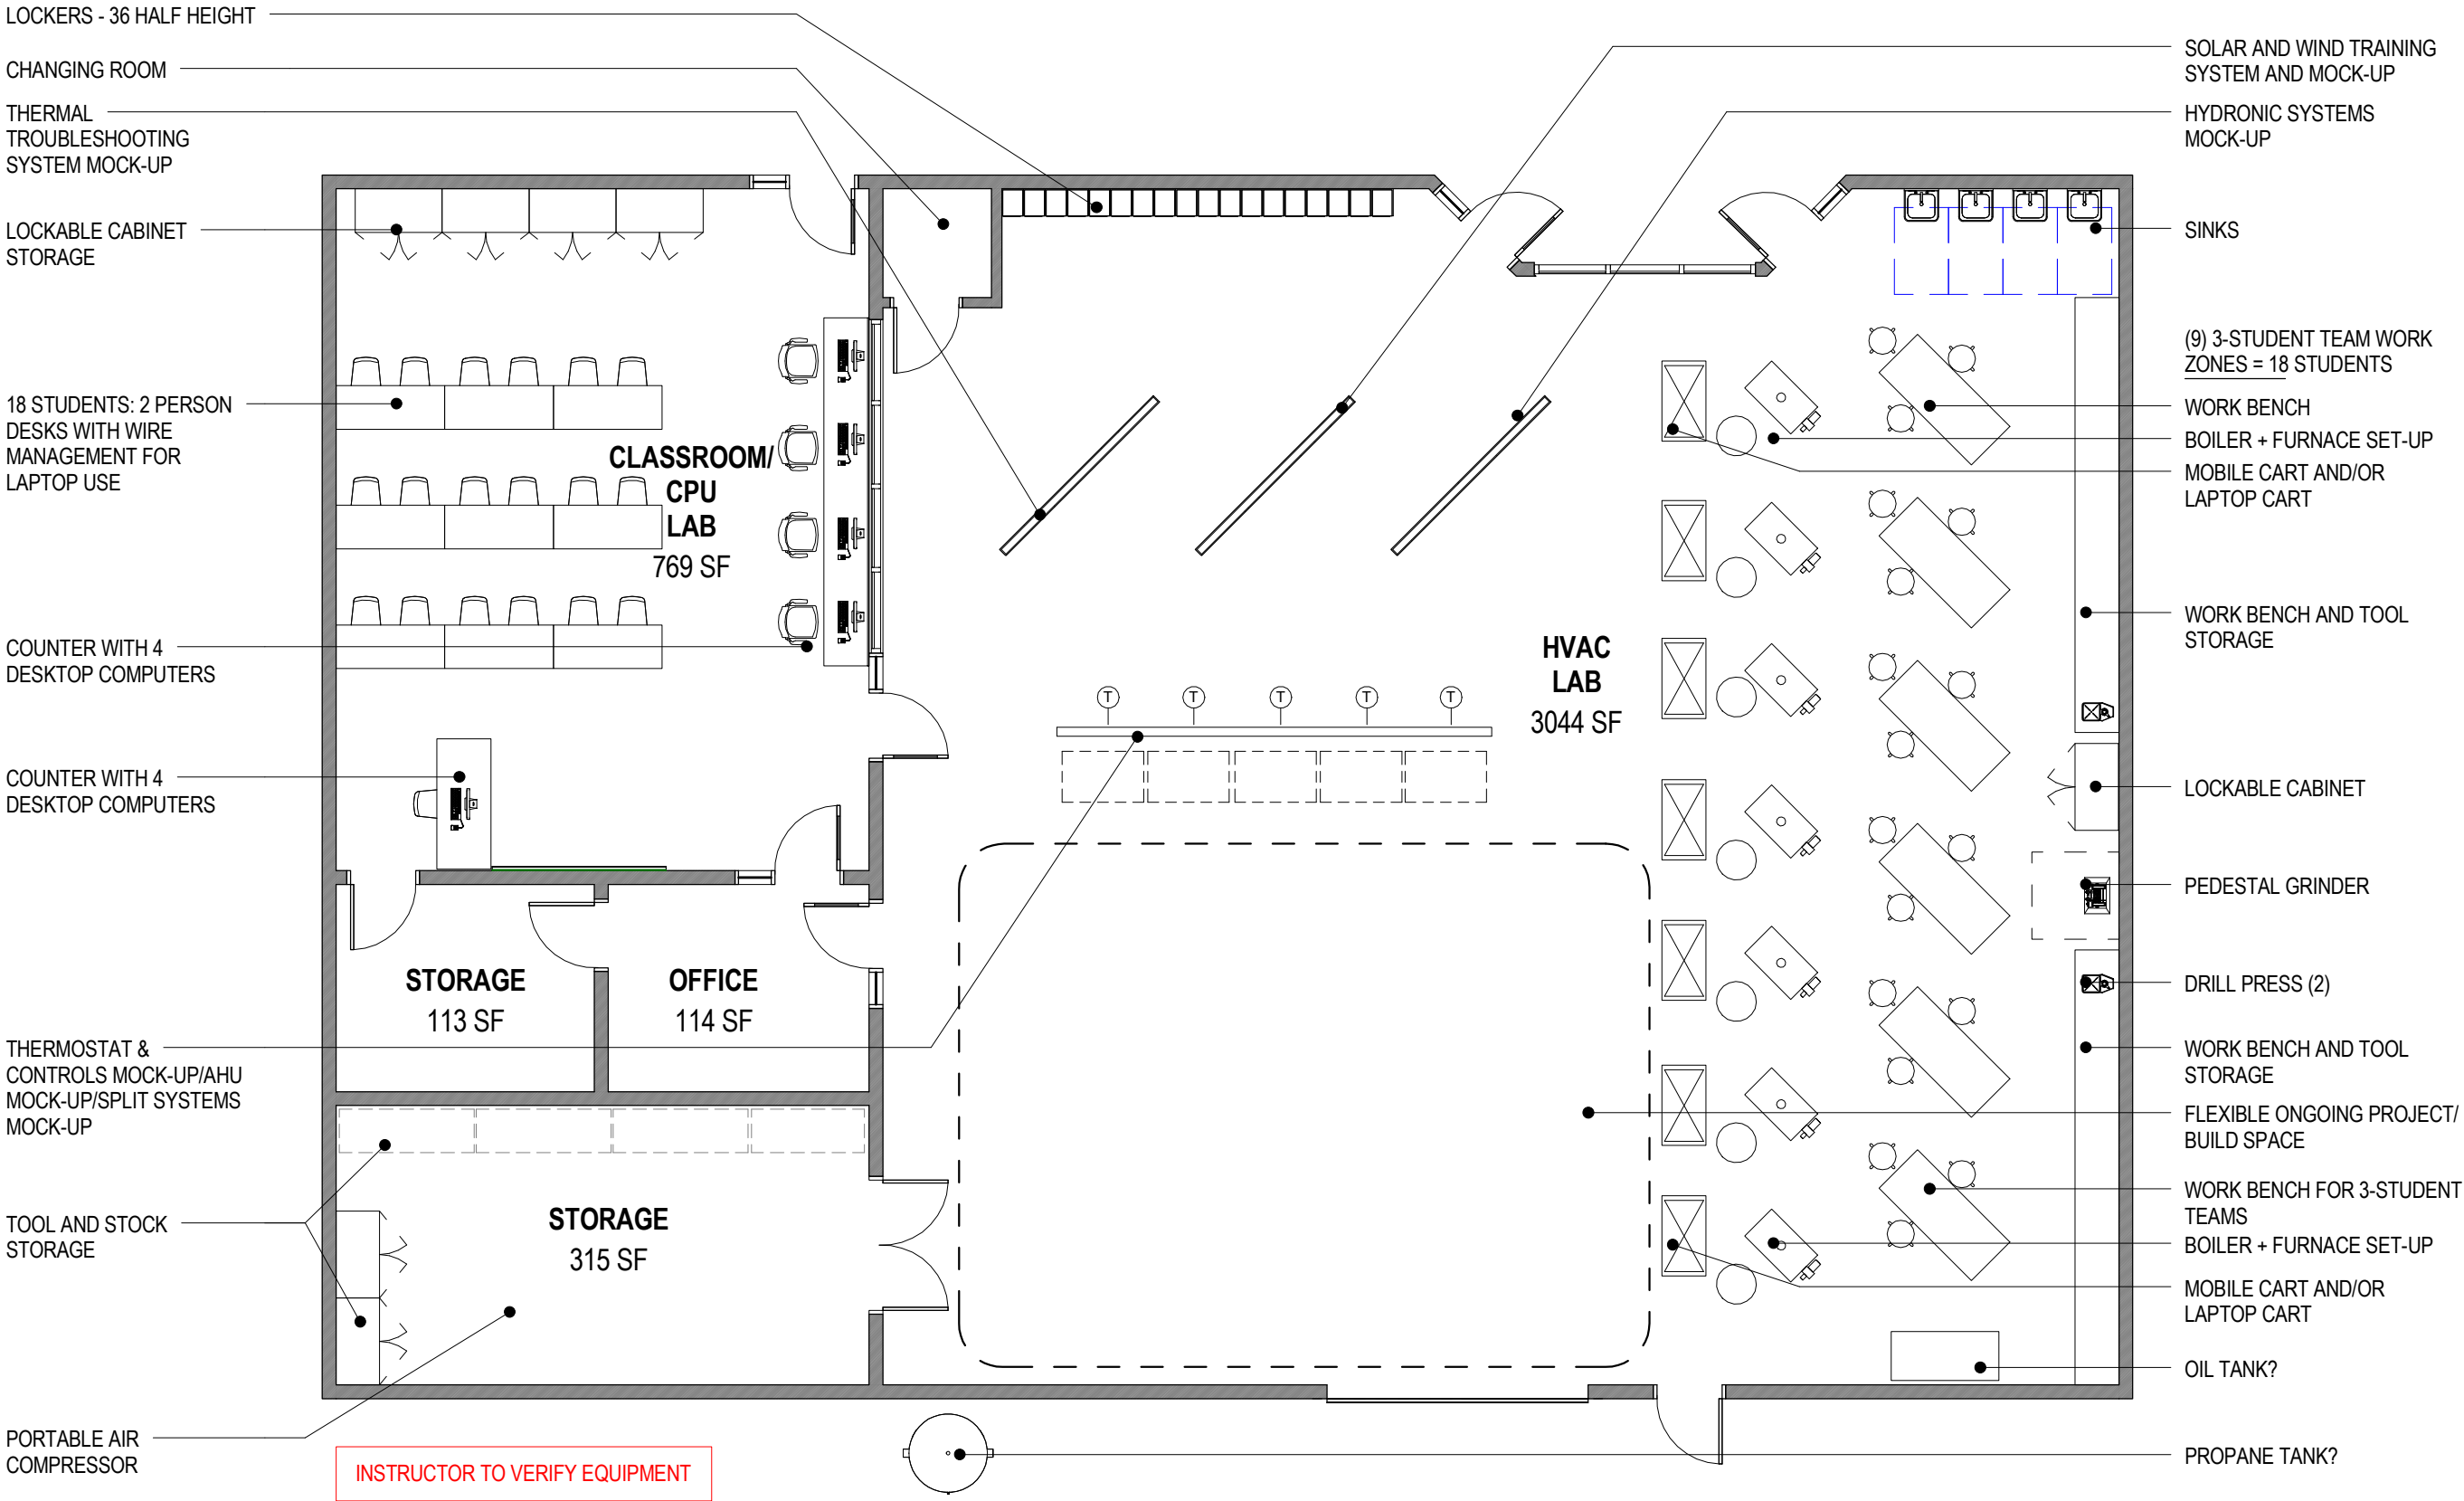 LOCKERS - 36 HALF HEIGHT
CHANGING ROOM
THERMAL
TROUBLESHOOTING
SYSTEM MOCK-UP
LOCKABLE CABINET
STORAGE
18 STUDENTS: 2 PERSON
DESKS WITH WIRE
MANAGEMENT FOR
LAPTOP USE
COUNTER WITH 4
DESKTOP COMPUTERS
COUNTER WITH 4
DESKTOP COMPUTERS
THERMOSTAT &
CONTROLS MOCK-UP/AHU
MOCK-UP/SPLIT SYSTEMS
MOCK-UP
TOOL AND STOCK
STORAGE
PORTABLE AIR
COMPRESSOR
CLASSROOM/
CPU
LAB
769 SF
STORAGE
113 SF
OFFICE
114 SF
STORAGE
315 SF
INSTRUCTOR TO VERIFY EQUIPMENT
T
T
T
T
T
HVAC
LAB
3044 SF
SOLAR AND WIND TRAINING
SYSTEM AND MOCK-UP
HYDRONIC SYSTEMS
MOCK-UP
SINKS
(9) 3-STUDENT TEAM WORK
ZONES = 18 STUDENTS
WORK BENCH
BOILER + FURNACE SET-UP
MOBILE CART AND/OR
LAPTOP CART
WORK BENCH AND TOOL
STORAGE
LOCKABLE CABINET
PEDESTAL GRINDER
DRILL PRESS (2)
WORK BENCH AND TOOL
STORAGE
FLEXIBLE ONGOING PROJECT/
BUILD SPACE
WORK BENCH FOR 3-STUDENT
TEAMS
BOILER + FURNACE SET-UP
MOBILE CART AND/OR
LAPTOP CART
OIL TANK?
PROPANE TANK?